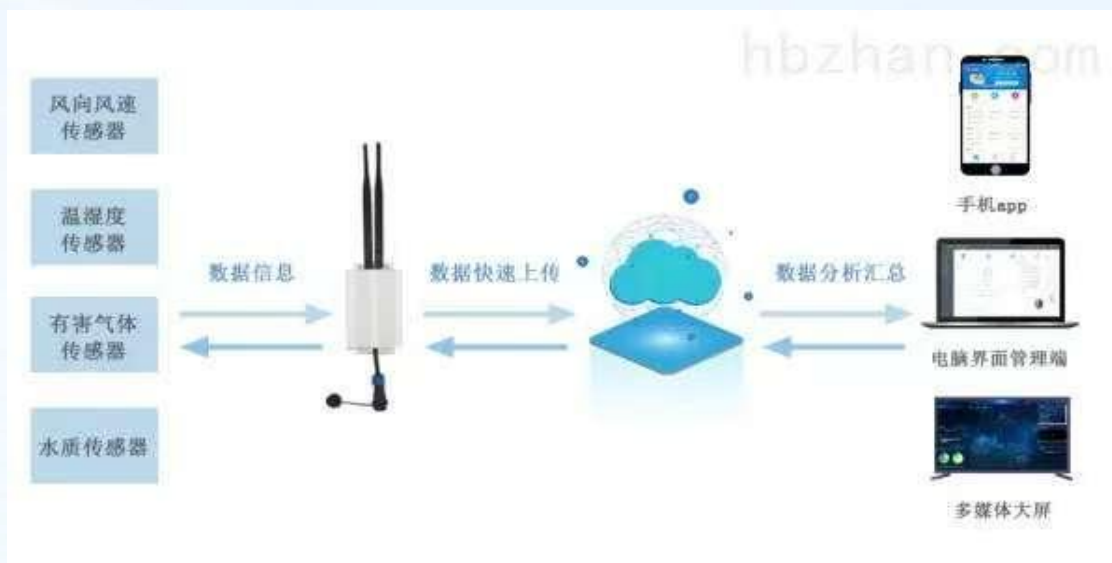 hbzhan.com
风向风速
传感器
温湿度
传感器
有害气体
传感器
水质传感器
数据信息
数据快速上传
数据分析汇总
手机app
电脑界面管理端
多媒体大屏